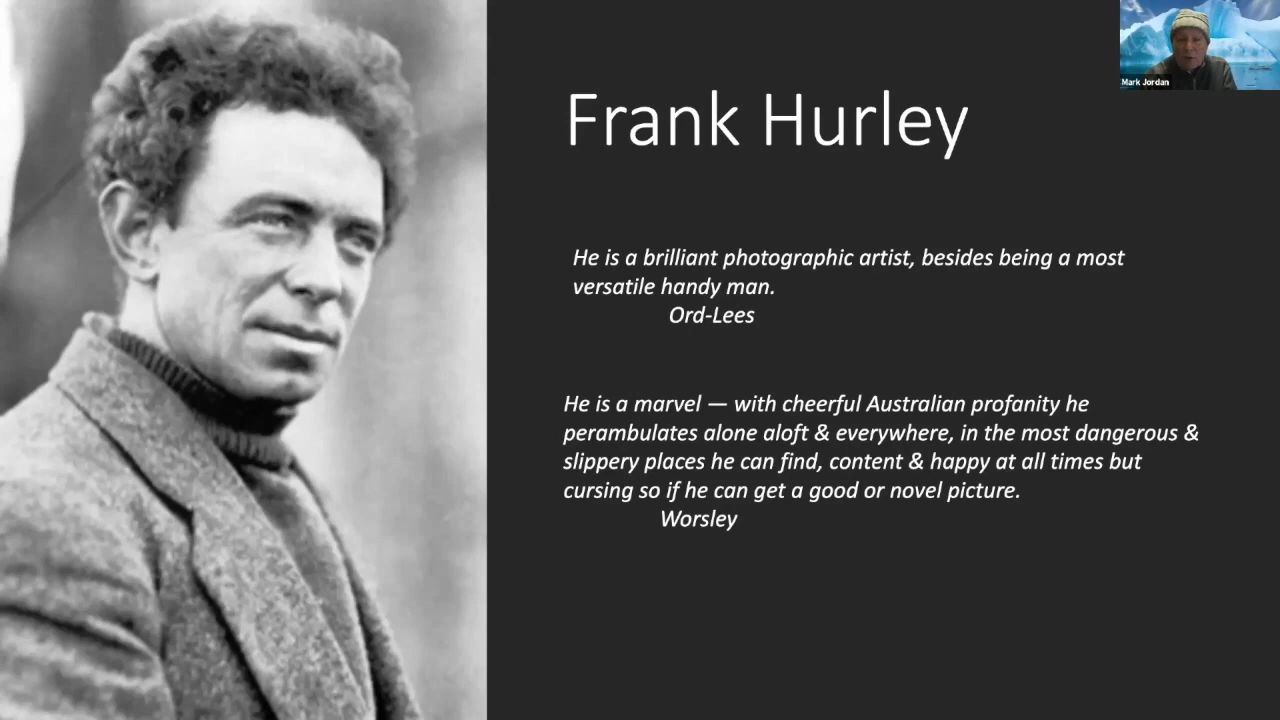 Mark Jordan
Frank Hurley
He is a brilliant photographic artist, besides being a most
versatile handy man.
Ord-Lees
He is a marvel — with cheerful Australian profanity he
perambulates alone aloft & everywhere, in the most dangerous &
slippery places he can find, content & happy at all times but
cursing so if he can get a good or novel picture.
Worsley